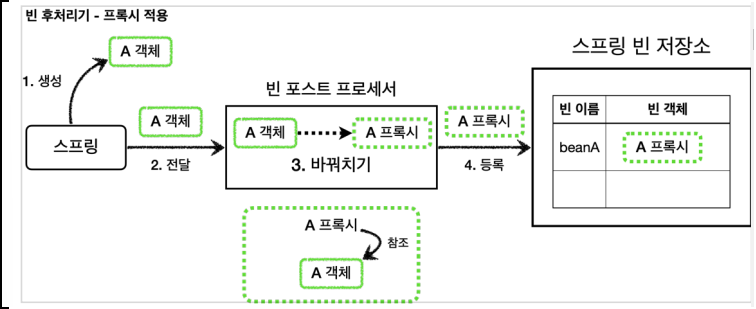 빈 후처리기 - 프록시 적용
A 객체
1. 생성
스프링
A 객체
2. 전달
빈 포스트 프로세서
A 객체
A 프록시
3. 바꿔치기
A 프록시
4. 등록
스프링 빈 저장소
빈 이름 빈 객체
beanA A 프록시
A 프록시
참조
A 객체